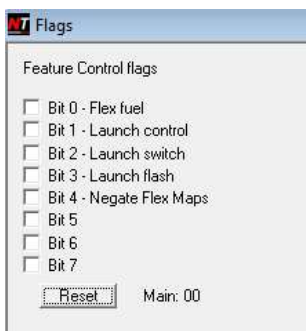 NT Flags
Feature Control flags
Bit 0 - Flex fuel
Bit 1 - Launch control
Bit 2 - Launch switch
Bit 3 - Launch flash
Bit 4 - Negate Flex Maps
Bit 5
Bit 6
Bit 7
Reset Main: 00